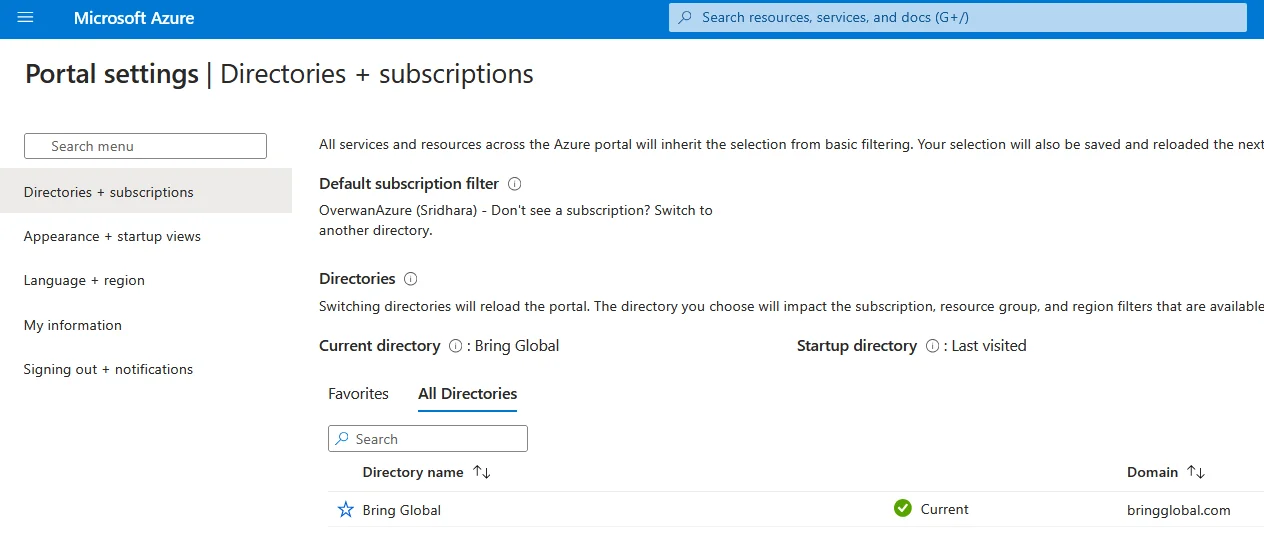 Microsoft Azure
Search resources, services, and docs (G+/)
Portal settings | Directories + subscriptions
Search menu
Directories + subscriptions
Appearance + startup views
Language + region
My information
Signing out + notifications
All services and resources across the Azure portal will inherit the selection from basic filtering. Your selection will also be saved and reloaded the next
Default subscription filter
OverwanAzure (Sridhara) - Don't see a subscription? Switch to
another directory.
Directories
Switching directories will reload the portal. The directory you choose will impact the subscription, resource group, and region filters that are available
Current directory : Bring Global
Startup directory : Last visited
Favorites
All Directories
Search
Directory name
Domain
Bring Global
Current
bringglobal.com